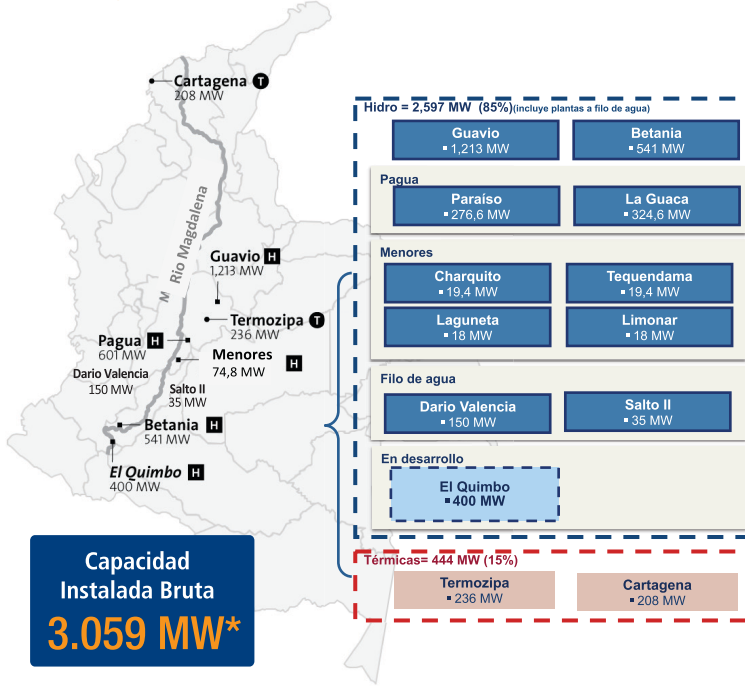 Cartagena T
208 MW
M Rio Magdalena
Guavio H
1,213 MW
Termozipa T
236 MW
Pagua H
601 MW
Menores H
74,8 MW
Dario Valencia
150 MW
Salto II
35 MW
Betania H
541 MW
El Quimbo H
400 MW
Capacidad
Instalada Bruta
3.059 MW*
Hidro = 2,597 MW (85%)(incluye plantas a filo de agua)
Guavio
▪ 1,213 MW
Betania
▪ 541 MW
Pagua
Paraíso
▪ 276,6 MW
La Guaca
▪ 324,6 MW
Menores
Charquito
▪ 19,4 MW
Tequendama
▪ 19,4 MW
Laguneta
▪ 18 MW
Limonar
▪ 18 MW
Filo de agua
Dario Valencia
▪ 150 MW
Salto II
▪ 35 MW
En desarrollo
El Quimbo
▪ 400 MW
Térmicas= 444 MW (15%)
Termozipa
▪ 236 MW
Cartagena
▪ 208 MW